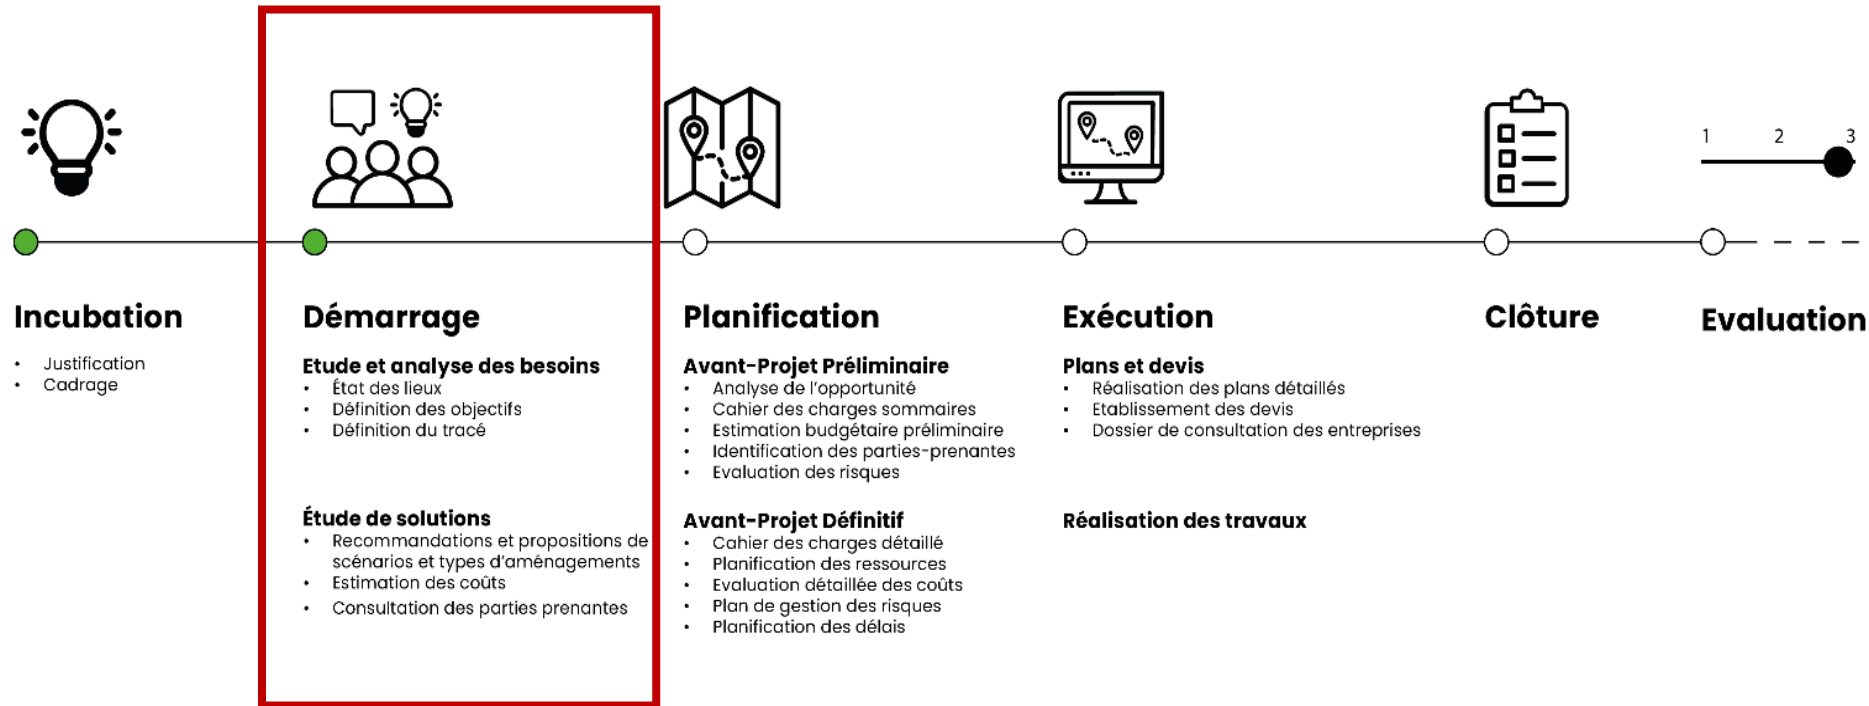 1 2 3
Incubation
• Justification
• Cadrage
Démarrage
Etude et analyse des besoins
• État des lieux
• Définition des objectifs
• Définition du tracé
Étude de solutions
• Recommandations et propositions de
scénarios et types d'aménagements
• Estimation des coûts
• Consultation des parties prenantes
Planification
Avant-Projet Préliminaire
• Analyse de l'opportunité
• Cahier des charges sommaires
• Estimation budgétaire préliminaire
• Identification des parties-prenantes
• Evaluation des risques
Avant-Projet Définitif
• Cahier des charges détaillé
• Planification des ressources
• Evaluation détaillée des coûts
• Plan de gestion des risques
• Planification des délais
Exécution
Plans et devis
• Réalisation des plans détaillés
• Etablissement des devis
• Dossier de consultation des entreprises
Réalisation des travaux
Clôture
Evaluation